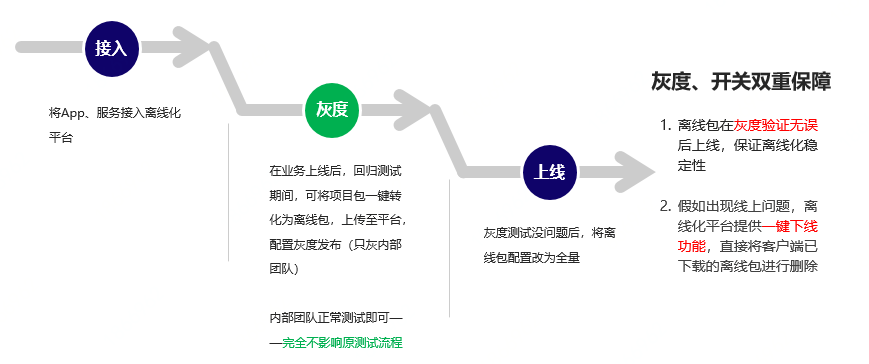 接入
将App、服务接入离线化
平台
灰度
在业务上线后，回归测试
期间，可将项目包一键转
化为离线包，上传至平台，
配置灰度发布（只灰内部
团队）
内部团队正常测试即可—
—完全不影响原测试流程
上线
灰度测试没问题后，将离
线包配置改为全量
灰度、开关双重保障
1. 离线包在灰度验证无误
后上线，保证离线化稳
定性
2. 假如出现线上问题，离
线化平台提供一键下线
功能，直接将客户端已
下载的离线包进行删除